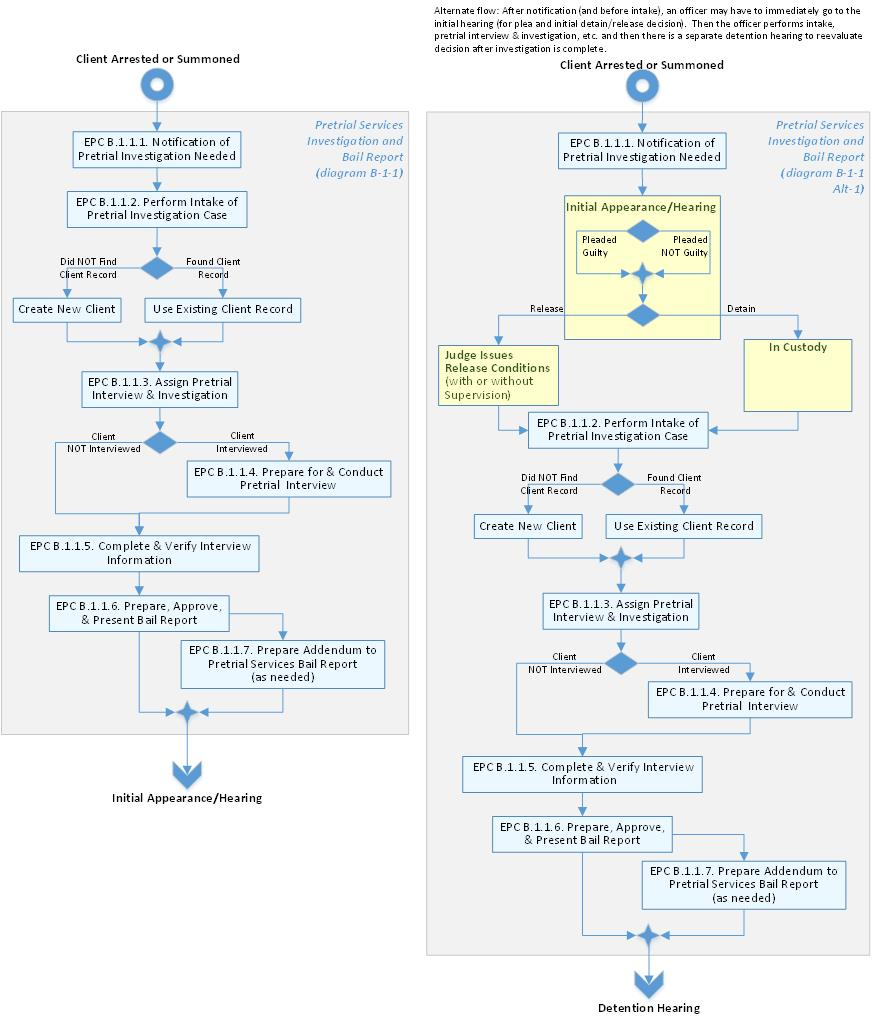 Alternate flow: After notification (and before intake), an officer may have to immediately go to the
initial hearing (for plea and initial detain/release decision).  Then the officer performs intake,
pretrial interview & investigation, etc. and then there is a separate detention hearing to reevaluate
decision after investigation is complete.
Client Arrested or Summoned
Pretrial Services
Investigation and
Bail Report
(diagram B-1-1)
EPC B.1.1.1. Notification of
Pretrial Investigation Needed
EPC B.1.1.2. Perform Intake of
Pretrial Investigation Case
Did NOT Find
Client Record
Found Client
Record
Create New Client
Use Existing Client Record
EPC B.1.1.3. Assign Pretrial
Interview & Investigation
Client
NOT Interviewed
Client
Interviewed
EPC B.1.1.4. Prepare for & Conduct
Pretrial Interview
EPC B.1.1.5. Complete & Verify Interview
Information
EPC B.1.1.6. Prepare, Approve,
& Present Bail Report
EPC B.1.1.7. Prepare Addendum to
Pretrial Services Bail Report
(as needed)
Initial Appearance/Hearing
Client Arrested or Summoned
Pretrial Services
Investigation and
Bail Report
(diagram B-1-1
Alt-1)
EPC B.1.1.1. Notification of
Pretrial Investigation Needed
Initial Appearance/Hearing
Pleaded
Guilty
Pleaded
NOT Guilty
Release
Detain
Judge Issues
Release Conditions
(with or without
Supervision)
In Custody
EPC B.1.1.2. Perform Intake of
Pretrial Investigation Case
Did NOT Find
Client Record
Found Client
Record
Create New Client
Use Existing Client Record
EPC B.1.1.3. Assign Pretrial
Interview & Investigation
Client
NOT Interviewed
Client
Interviewed
EPC B.1.1.4. Prepare for & Conduct
Pretrial Interview
EPC B.1.1.5. Complete & Verify Interview
Information
EPC B.1.1.6. Prepare, Approve,
& Present Bail Report
EPC B.1.1.7. Prepare Addendum to
Pretrial Services Bail Report
(as needed)
Detention Hearing